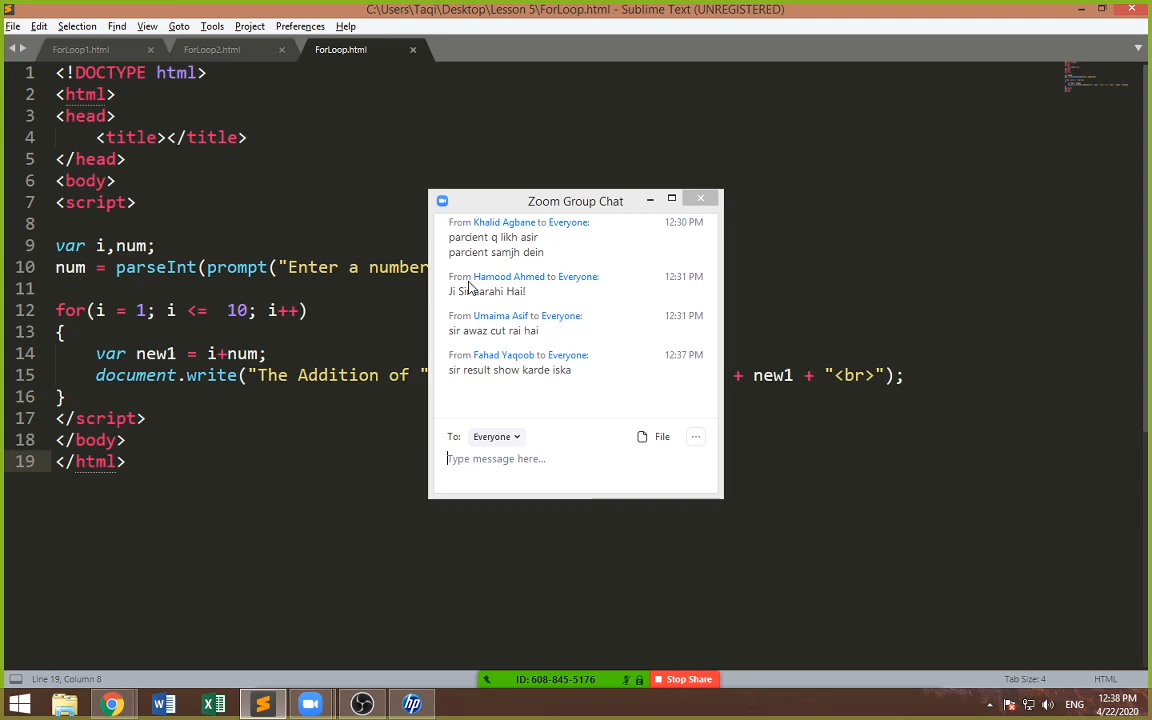 C:\Users\Taqi\Desktop\Lesson 5\ForLoop.html - Sublime Text (UNREGISTERED)
File Edit Selection Find View Goto Tools Project Preferences Help
ForLoop1.html ForLoop2.html ForLoop.html
1 <!DOCTYPE html>
2 <html>
3 <head>
4 <title></title>
5 </head>
6 <body>
7 <script>
8
9 var i,num;
10 num = parseInt(prompt("Enter a number
11
12 for(i = 1; i <= 10; i++)
13 {
14 var new1 = i+num;
15 document.write("The Addition of " + new1 + "<br>");
16 }
17 </script>
18 </body>
19 </html>
Zoom Group Chat
From Khalid Agbane to Everyone: 12:30 PM
parcient q likh asir
parcient samjh dein
From Hamood Ahmed to Everyone: 12:31 PM
Ji Si arahi Hai!
From Umaima Asif to Everyone: 12:31 PM
sir awaz cut rai hai
From Fahad Yaqoob to Everyone: 12:37 PM
sir result show karde iska
To: Everyone File
Type message here...
Line 19, Column 8 ID: 608-845-5176 Stop Share Tab Size: 4 HTML
ENG 12:38 PM
4/22/2020